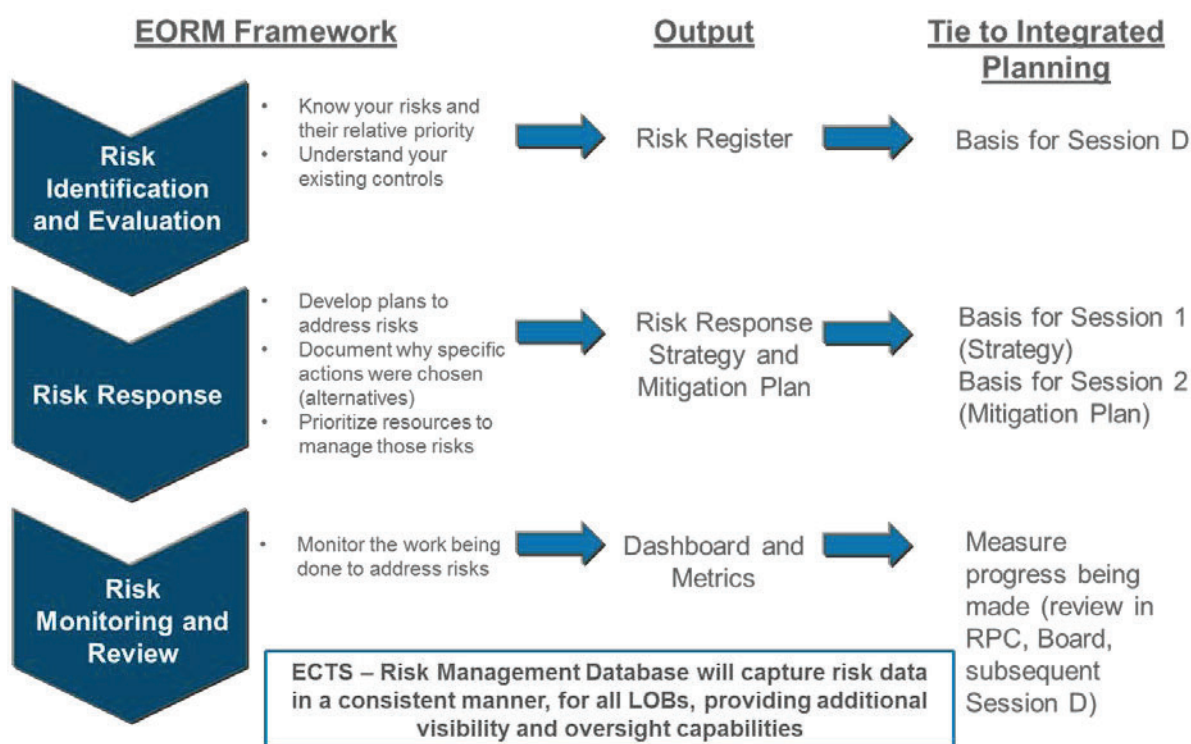 EORM Framework
Output
Tie to Integrated
Planning
Risk
Identification
and Evaluation
• Know your risks and
their relative priority
• Understand your
existing controls
Risk Register
Basis for Session D
Risk Response
• Develop plans to
address risks
• Document why specific
actions were chosen
(alternatives)
• Prioritize resources to
manage those risks
Risk Response
Strategy and
Mitigation Plan
Basis for Session 1
(Strategy)
Basis for Session 2
(Mitigation Plan)
Risk
Monitoring and
Review
• Monitor the work being
done to address risks
Dashboard and
Metrics
Measure
progress being
made (review in
RPC, Board,
subsequent
Session D)
ECTS – Risk Management Database will capture risk data
in a consistent manner, for all LOBs, providing additional
visibility and oversight capabilities